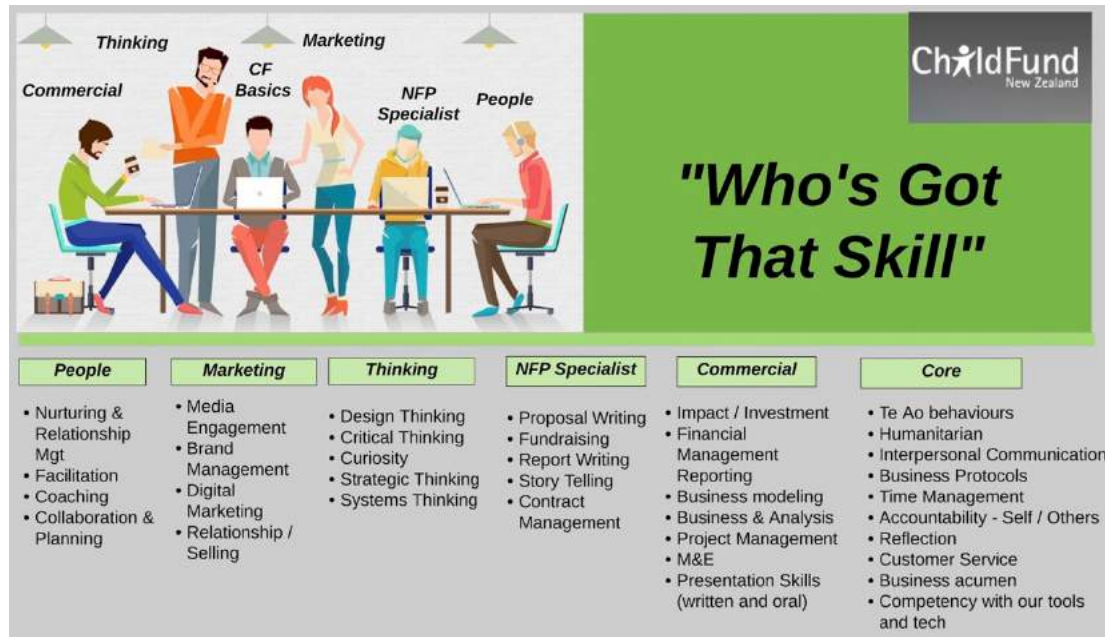 Thinking
Marketing
Commercial
CF
Basics
NFP
Specialist
People
ChildFund
New Zealand
"Who's Got
That Skill"
People
• Nurturing &
Relationship
Mgt
• Facilitation
• Coaching
• Collaboration &
Planning
Marketing
• Media
Engagement
• Brand
Management
• Digital
Marketing
• Relationship /
Selling
Thinking
• Design Thinking
• Critical Thinking
• Curiosity
• Strategic Thinking
• Systems Thinking
NFP Specialist
• Proposal Writing
• Fundraising
• Report Writing
• Story Telling
• Contract
Management
Commercial
• Impact / Investment
• Financial
Management
Reporting
• Business modeling
• Business & Analysis
• Project Management
• M&E
• Presentation Skills
(written and oral)
Core
• Te Ao behaviours
• Humanitarian
• Interpersonal Communication
• Business Protocols
• Time Management
• Accountability - Self / Others
• Reflection
• Customer Service
• Business acumen
• Competency with our tools
and tech